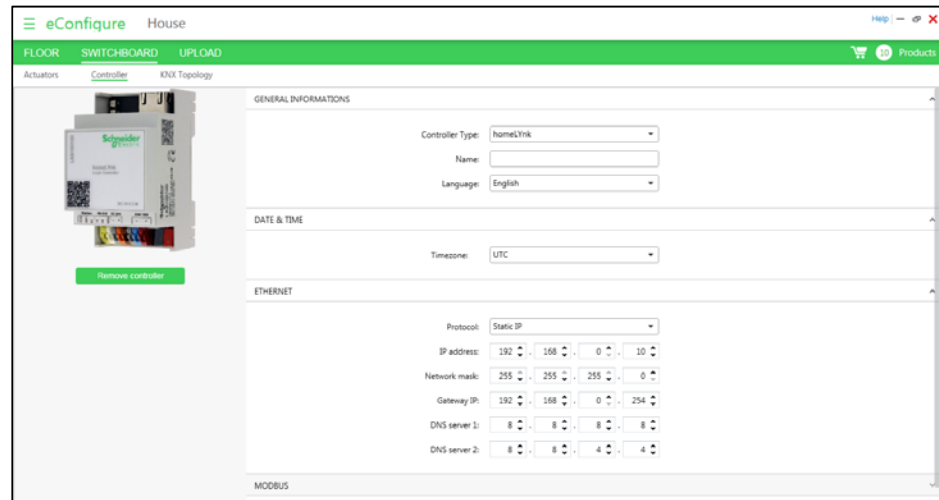 eConfigure House
Help
FLOOR SWITCHBOARD UPLOAD
10 Products
Actuators Controller KNX Topology
GENERAL INFORMATIONS
Schneider
Controller Type: homeLYnk
Name:
Language: English
DATE & TIME
Timezone: UTC
Remove controller
ETHERNET
Protocol: Static IP
IP address: 192 . 168 . 0 . 10
Network mask: 255 . 255 . 255 . 0
Gateway IP: 192 . 168 . 0 . 254
DNS server 1: 8 . 8 . 8 . 8
DNS server 2: 8 . 8 . 4 . 4
MODBUS